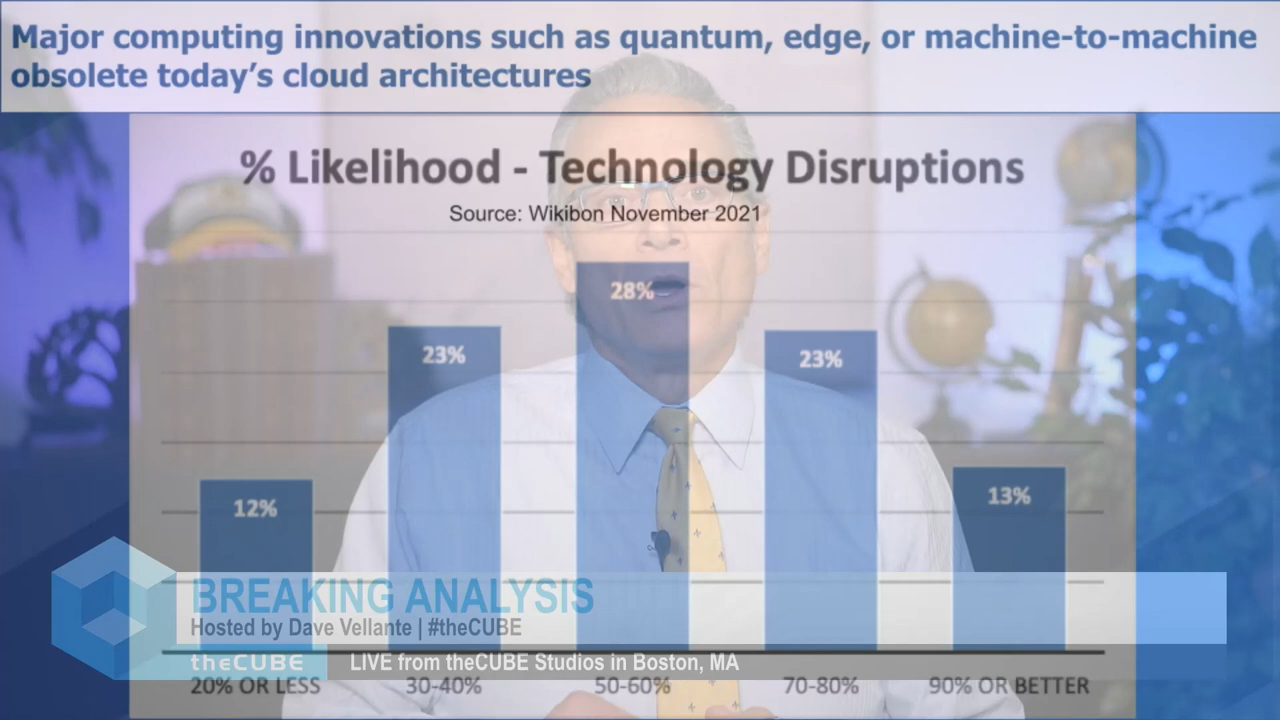 Major computing innovations such as quantum, edge, or machine-to-machine
obsolete today's cloud architectures
% Likelihood - Technology Disruptions
Source: Wikibon November 2021
28%
23%
23%
12%
13%
BREAKING ANALYSIS
Hosted by Dave Vellante | #theCUBE
theCUBE LIVE from theCUBE Studios in Boston, MA
20% OR LESS 30-40% 50-60% 70-80% 90% OR BETTER